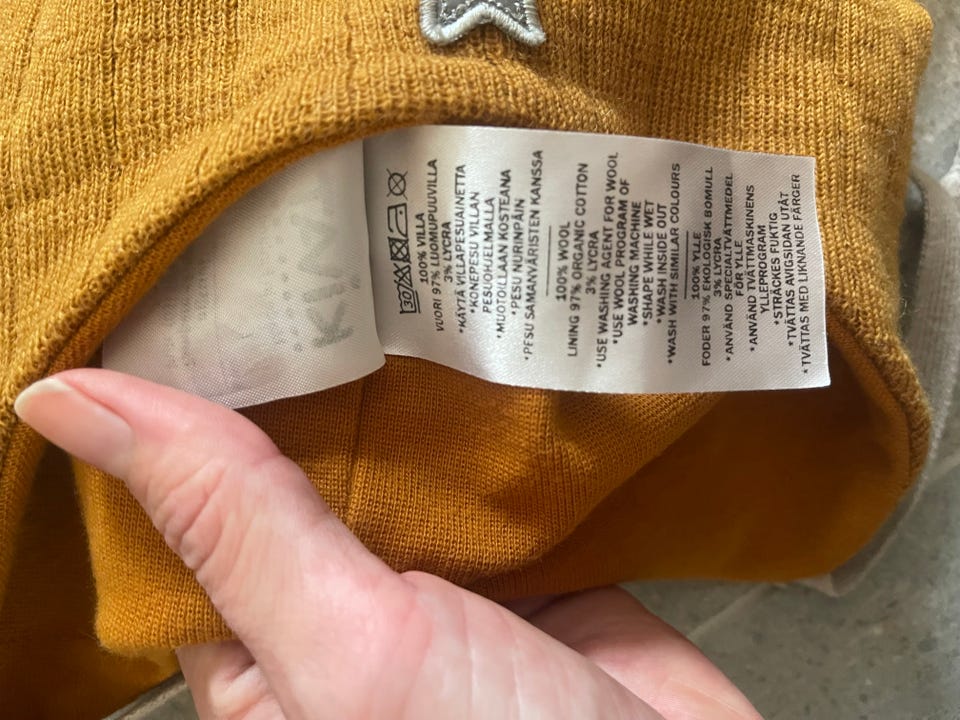 30
100% VILLA
VUORI 97% LUOMUPUUVILLA
3% LYCRA
*KÄYTÄ VILLAPESUAINETTA
*KONEPESU VILLAN
PESUOHJELMALLA
*MUOTOILLAAN KOSTEANA
*PESU NURINPÄIN
*PESU SAMANVÄRISTEN KANSSA
100% WOOL
LINING 97% ORGANIC COTTON
3% LYCRA
*USE WASHING AGENT FOR WOOL
*USE WOOL PROGRAM OF
WASHING MACHINE
*SHAPE WHILE WET
*WASH INSIDE OUT
*WASH WITH SIMILAR COLOURS
100% YLLE
3% LYCRA
FODER 97% EKOLOGISK BOMULL
*ANVÄND SPECIALTVÄTTMEDEL
FÖR YLLE
*ANVÄND TVÄTTMASKINENS
YLLEPROGRAM
*STRÄCKES FUKTIG
*TVÄTTAS AVIGSIDAN UTÅT
*TVÄTTAS MED LIKNANDE FÄRGER